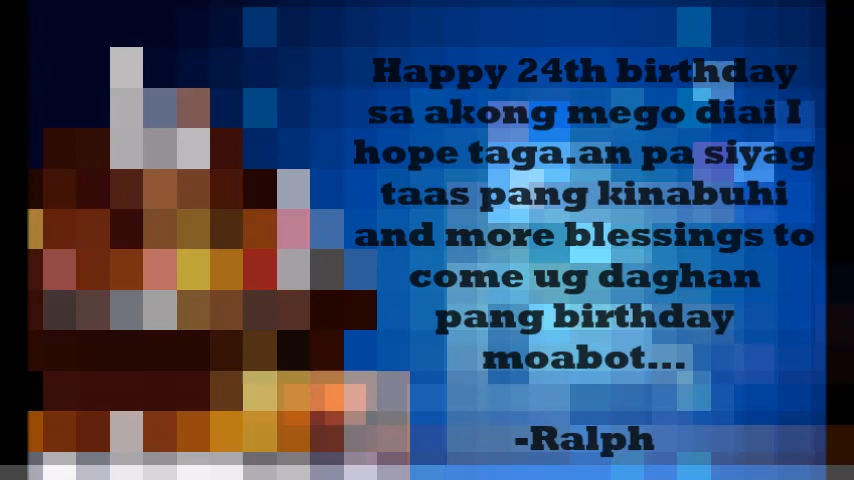 Happy 24th birthday
sa akong mego diai I
hope taga.an pa siyag
taas pang kinabuhi
and more blessings to
come ug daghan
pang birthday
moabot...
-Ralph